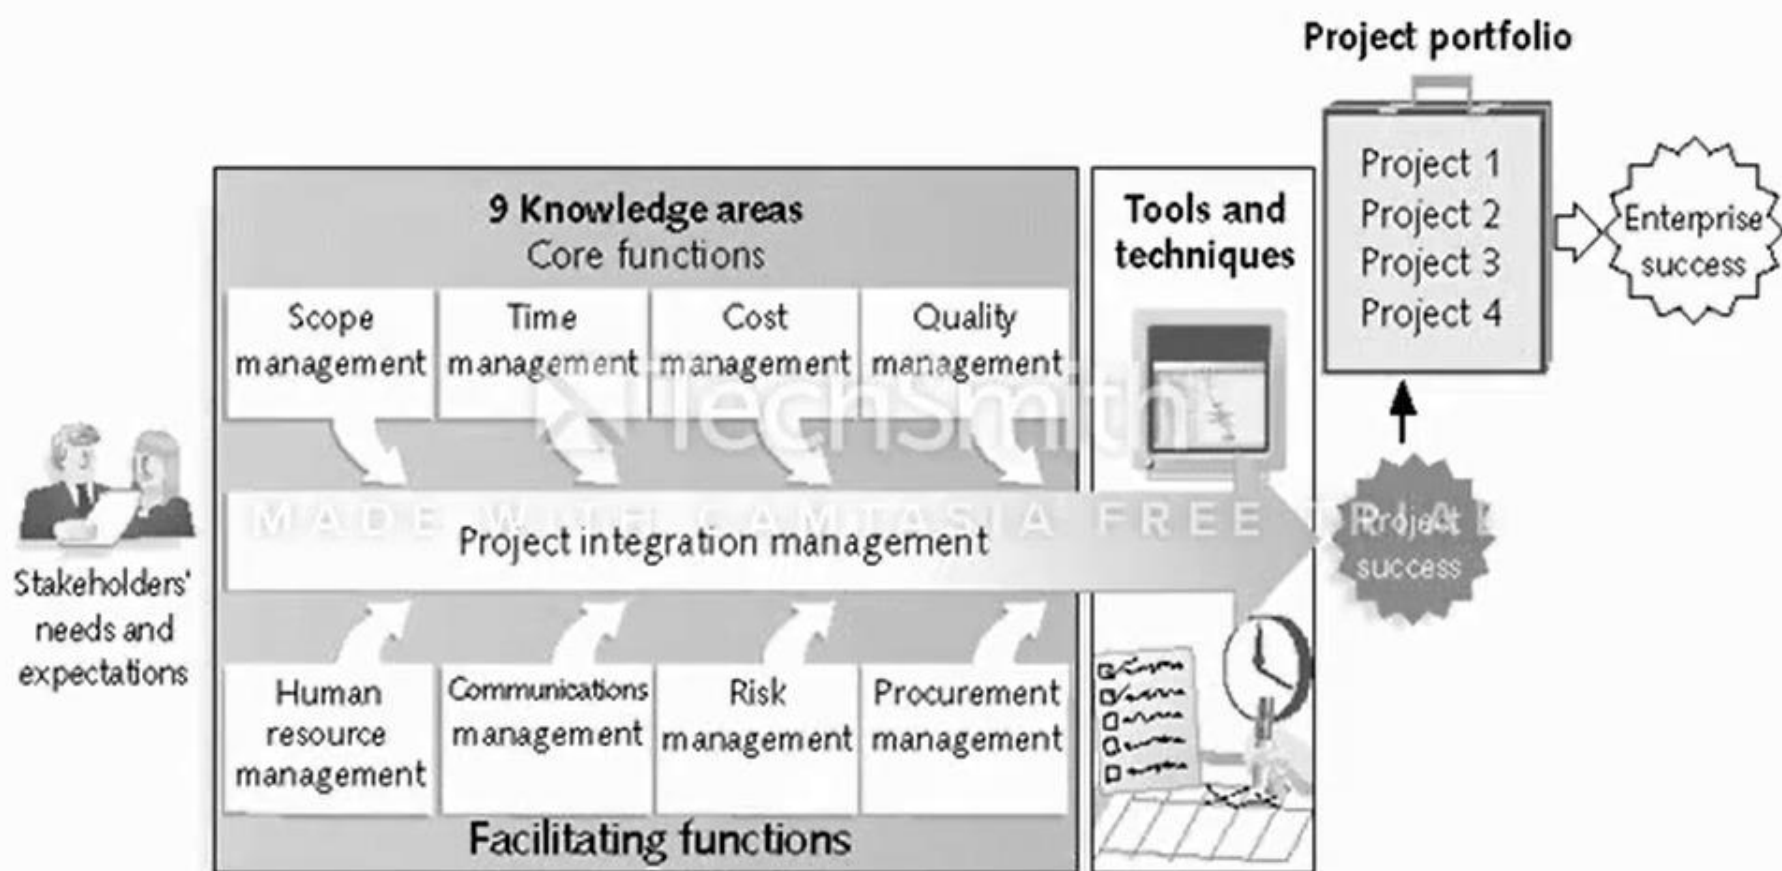 Project portfolio
Project 1
Project 2
Project 3
Project 4
Enterprise
success
9 Knowledge areas
Core functions
Tools and
techniques
Scope
management
Time
management
Cost
management
Quality
management
TechSmith
MADE WITH CAMTASIA FREE TRIAL
Stakeholders'
needs and
expectations
Project integration management
Project
success
Human
resource
management
Communications
management
Risk
management
Procurement
management
Facilitating functions